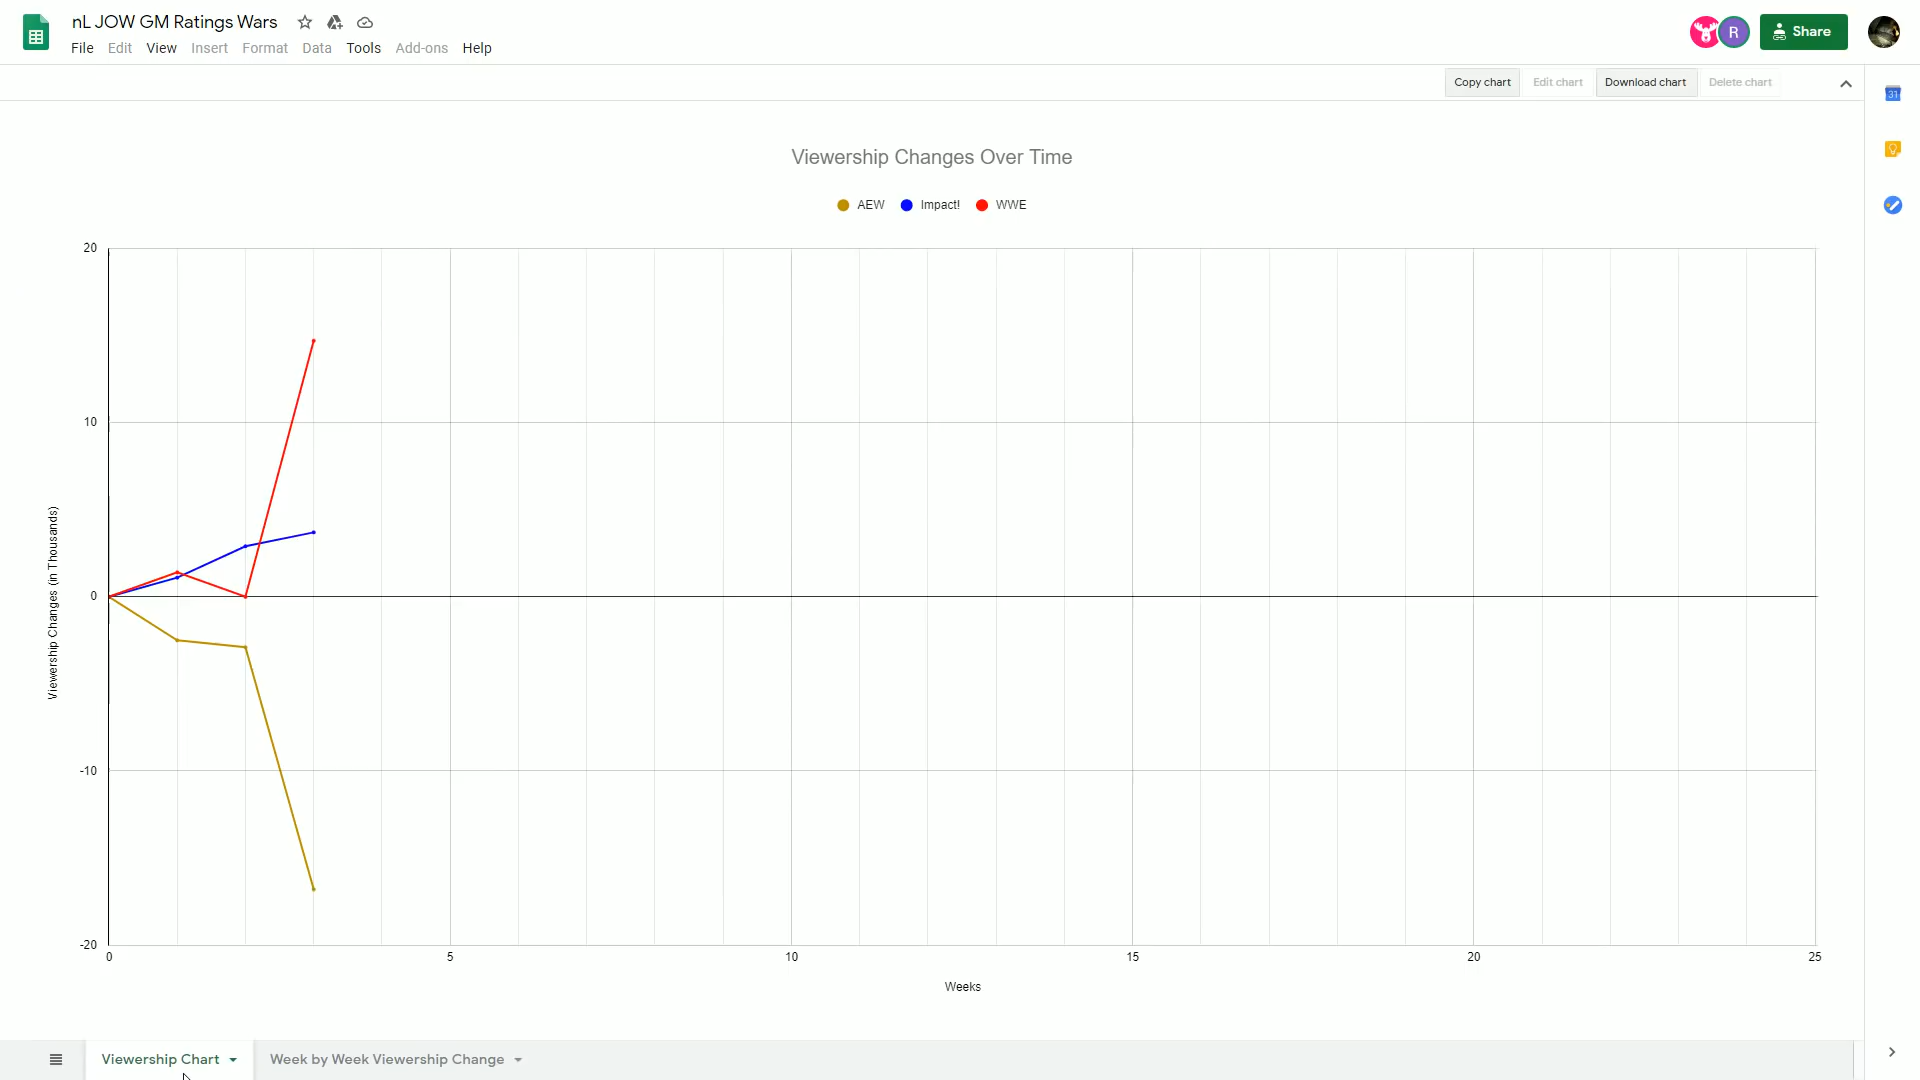 nL JOW GM Ratings Wars
File Edit View Insert Format Data Tools Add-ons Help
R
Share
Copy chart Edit chart Download chart Delete chart
31
Viewership Changes Over Time
AEW Impact! WWE
20
10
0
-10
-20
Viewership Changes (in Thousands)
0 5 10 15 20 25
Weeks
Viewership Chart Week by Week Viewership Change